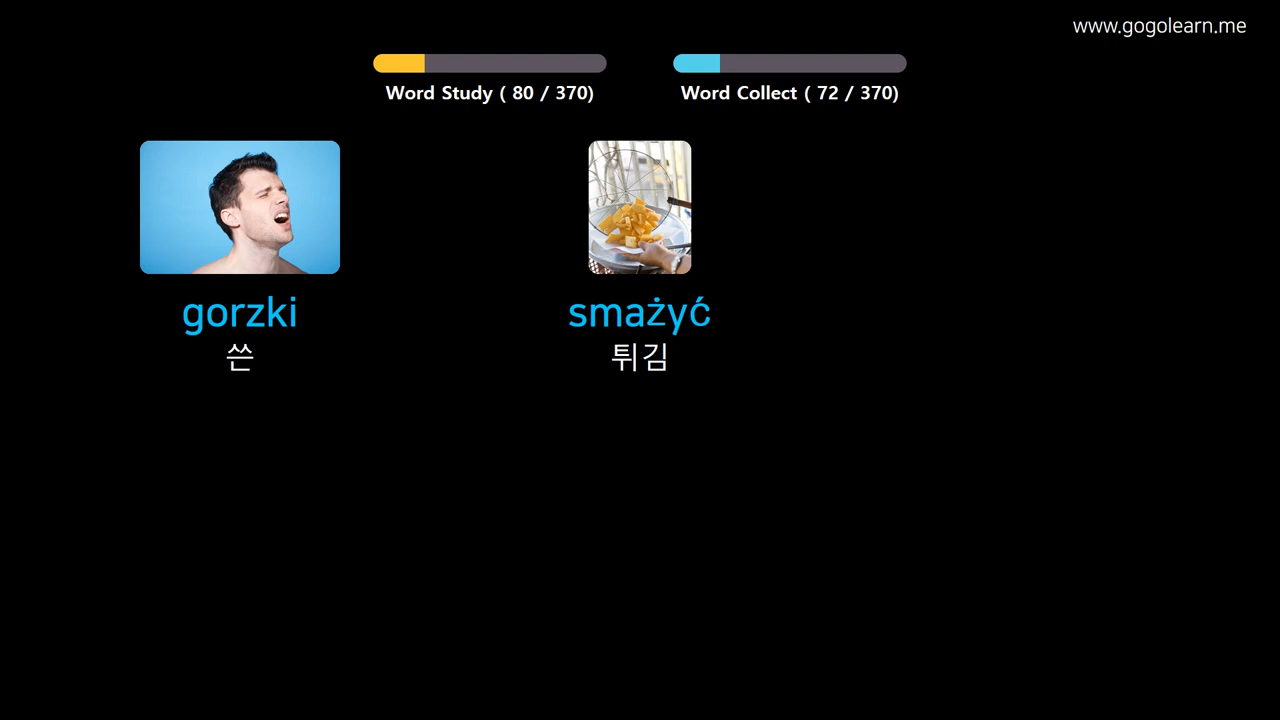 www.gogolearn.me
Word Study ( 80 / 370)
Word Collect ( 72 / 370)
gorzki
쓴
smażyć
튀김